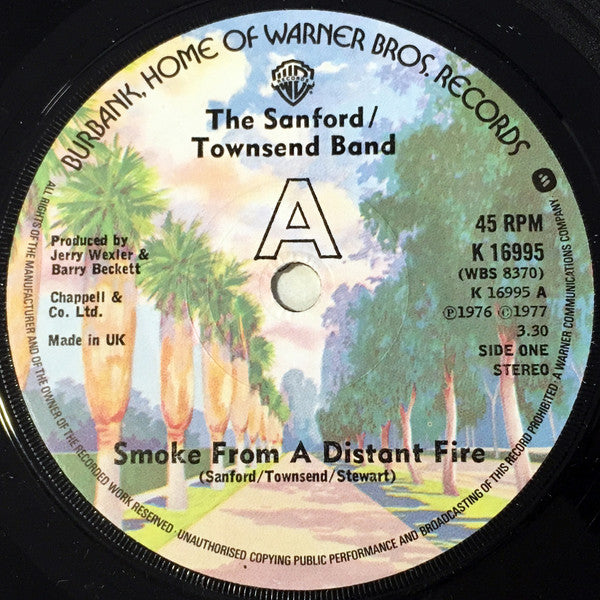 BURBANK, HOME OF WARNER BROS. RECORDS
RECORDS
The Sanford/
Townsend Band
A
Produced by
Jerry Wexler &
Barry Beckett
Chappell &
Co. Ltd.
Made in UK
45 RPM
K 16995
(WBS 8370)
K 16995 A
Ⓟ1976 ©1977
3.30
SIDE ONE
STEREO
Smoke From A Distant Fire
(Sanford/Townsend/Stewart)
ALL RIGHTS OF THE MANUFACTURER AND OF THE OWNER OF THE RECORDED WORK RESERVED · UNAUTHORISED COPYING PUBLIC PERFORMANCE AND BROADCASTING OF THIS RECORD PROHIBITED · A WARNER COMMUNICATIONS COMPANY